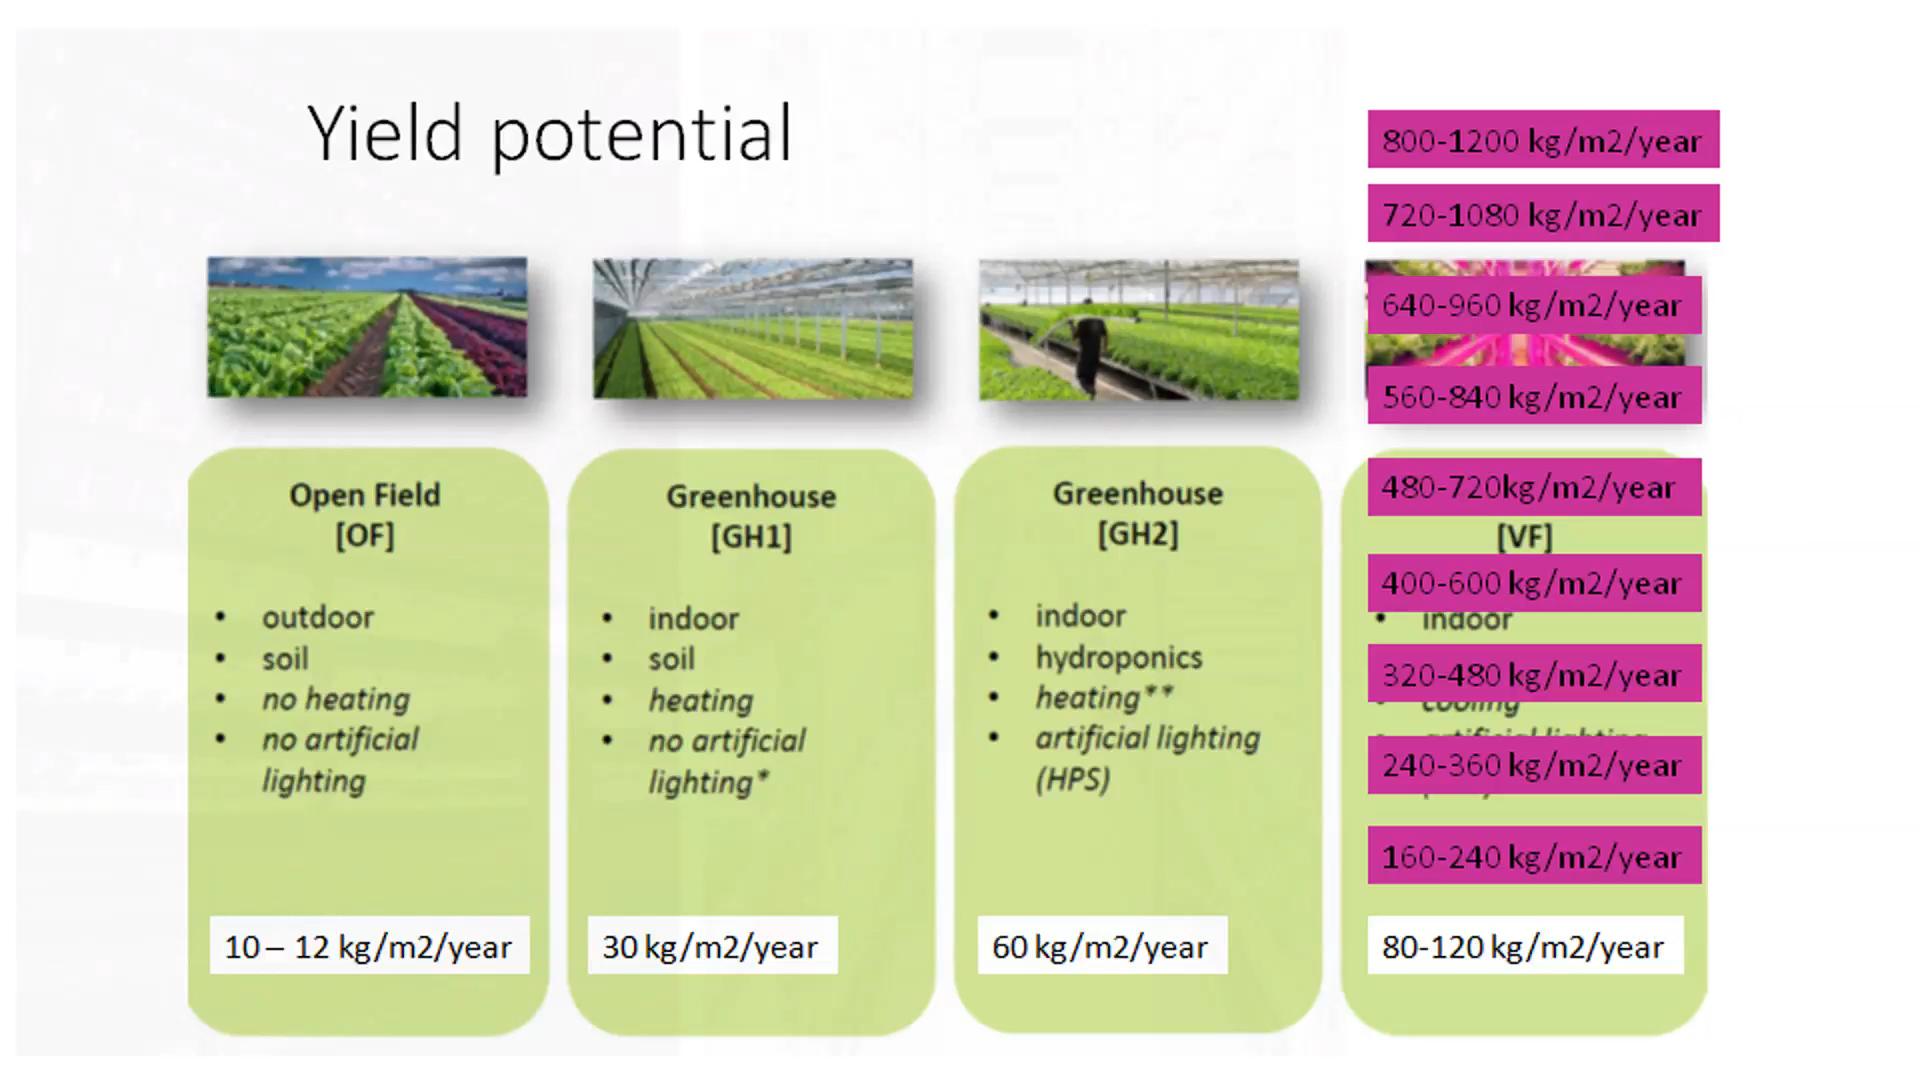 Yield potential
800-1200 kg/m2/year
720-1080 kg/m2/year
640-960 kg/m2/year
560-840 kg/m2/year
480-720kg/m2/year
400-600 kg/m2/year
320-480 kg/m2/year
240-360 kg/m2/year
160-240 kg/m2/year
Open Field
[OF]
• outdoor
• soil
• no heating
• no artificial
lighting
10 – 12 kg/m2/year
Greenhouse
[GH1]
• indoor
• soil
• heating
• no artificial
lighting*
30 kg/m2/year
Greenhouse
[GH2]
• indoor
• hydroponics
• heating**
• artificial lighting
(HPS)
60 kg/m2/year
[VF]
• indoor
• cooling
• artificial lighting
80-120 kg/m2/year